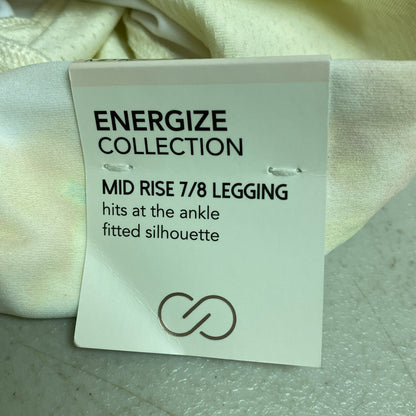 ENERGIZE
COLLECTION
MID RISE 7/8 LEGGING
hits at the ankle
fitted silhouette